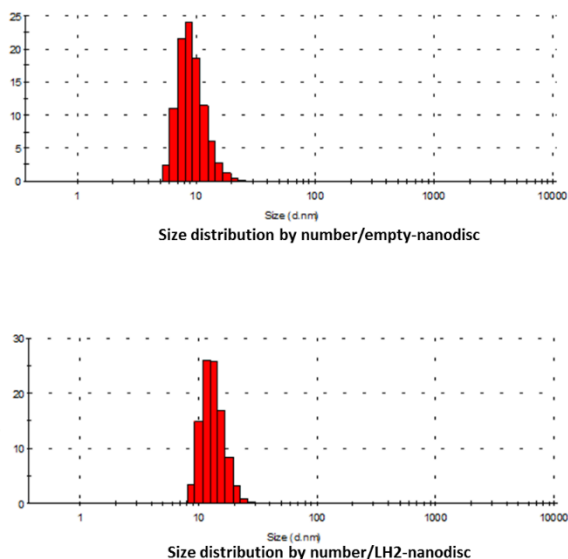 25
20
15
10
5
0
1 10 100 1000 10000
Size (d.nm)
Size distribution by number/empty-nanodisc
30
20
10
0
1 10 100 1000 10000
Size (d.nm)
Size distribution by number/LH2-nanodisc